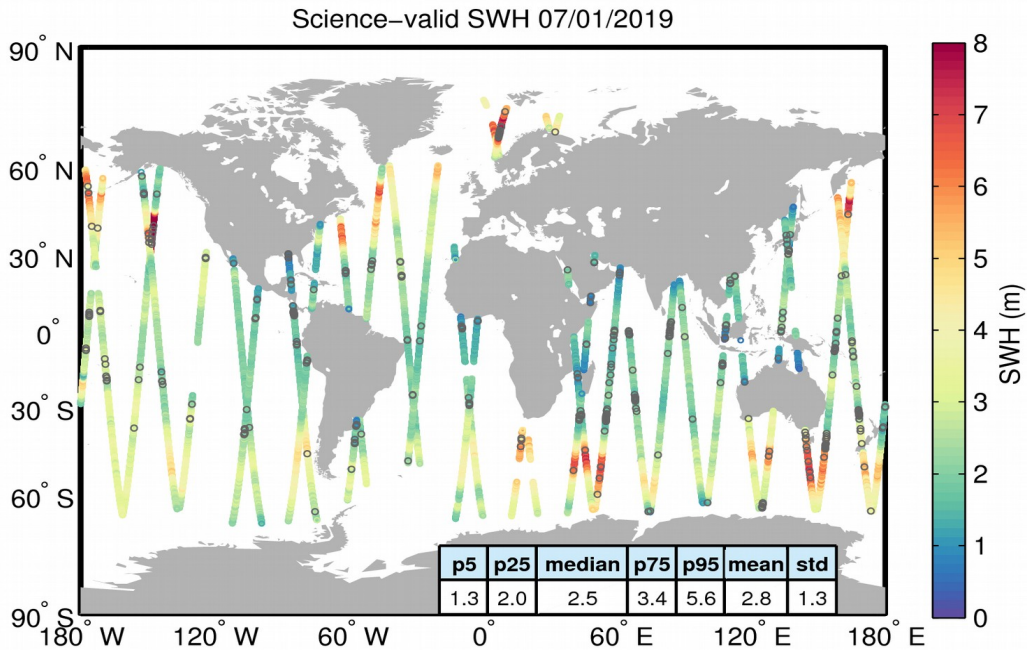 Science−valid SWH 07/01/2019
90° N
60° N
30° N
0°
30° S
60° S
90° S
180° W
120° W
60° W
0°
60° E
120° E
180° E
p5 p25 median p75 p95 mean std
1.3 2.0 2.5 3.4 5.6 2.8 1.3
8
7
6
5
4
3
2
1
0
SWH (m)